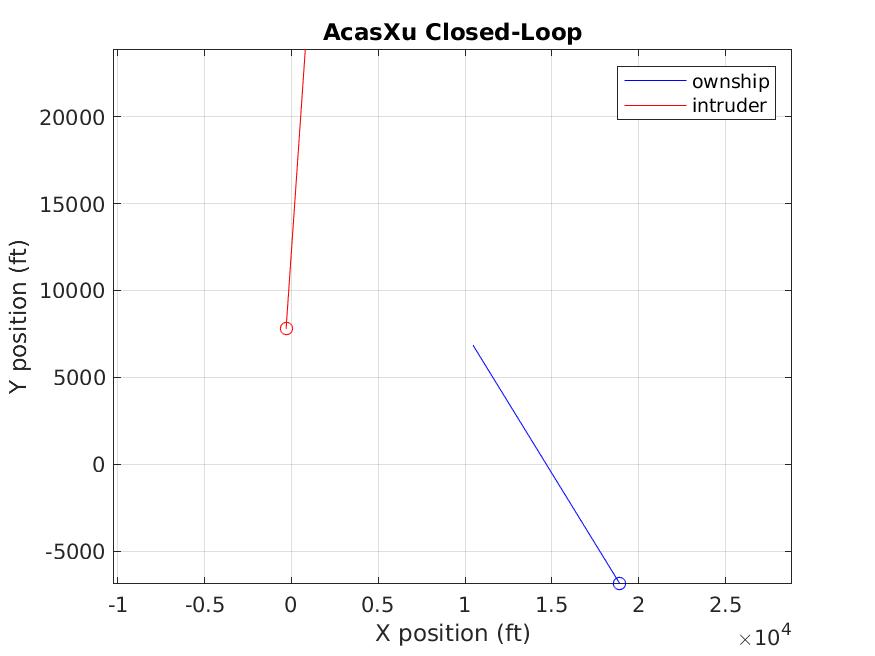 AcasXu Closed-Loop
ownship
intruder
20000
15000
10000
5000
0
-5000
Y position (ft)
-1 -0.5 0 0.5 1 1.5 2 2.5
X position (ft)
×10⁴